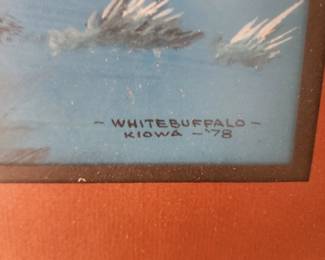 - WHITEBUFFALO -
KIOWA - '78